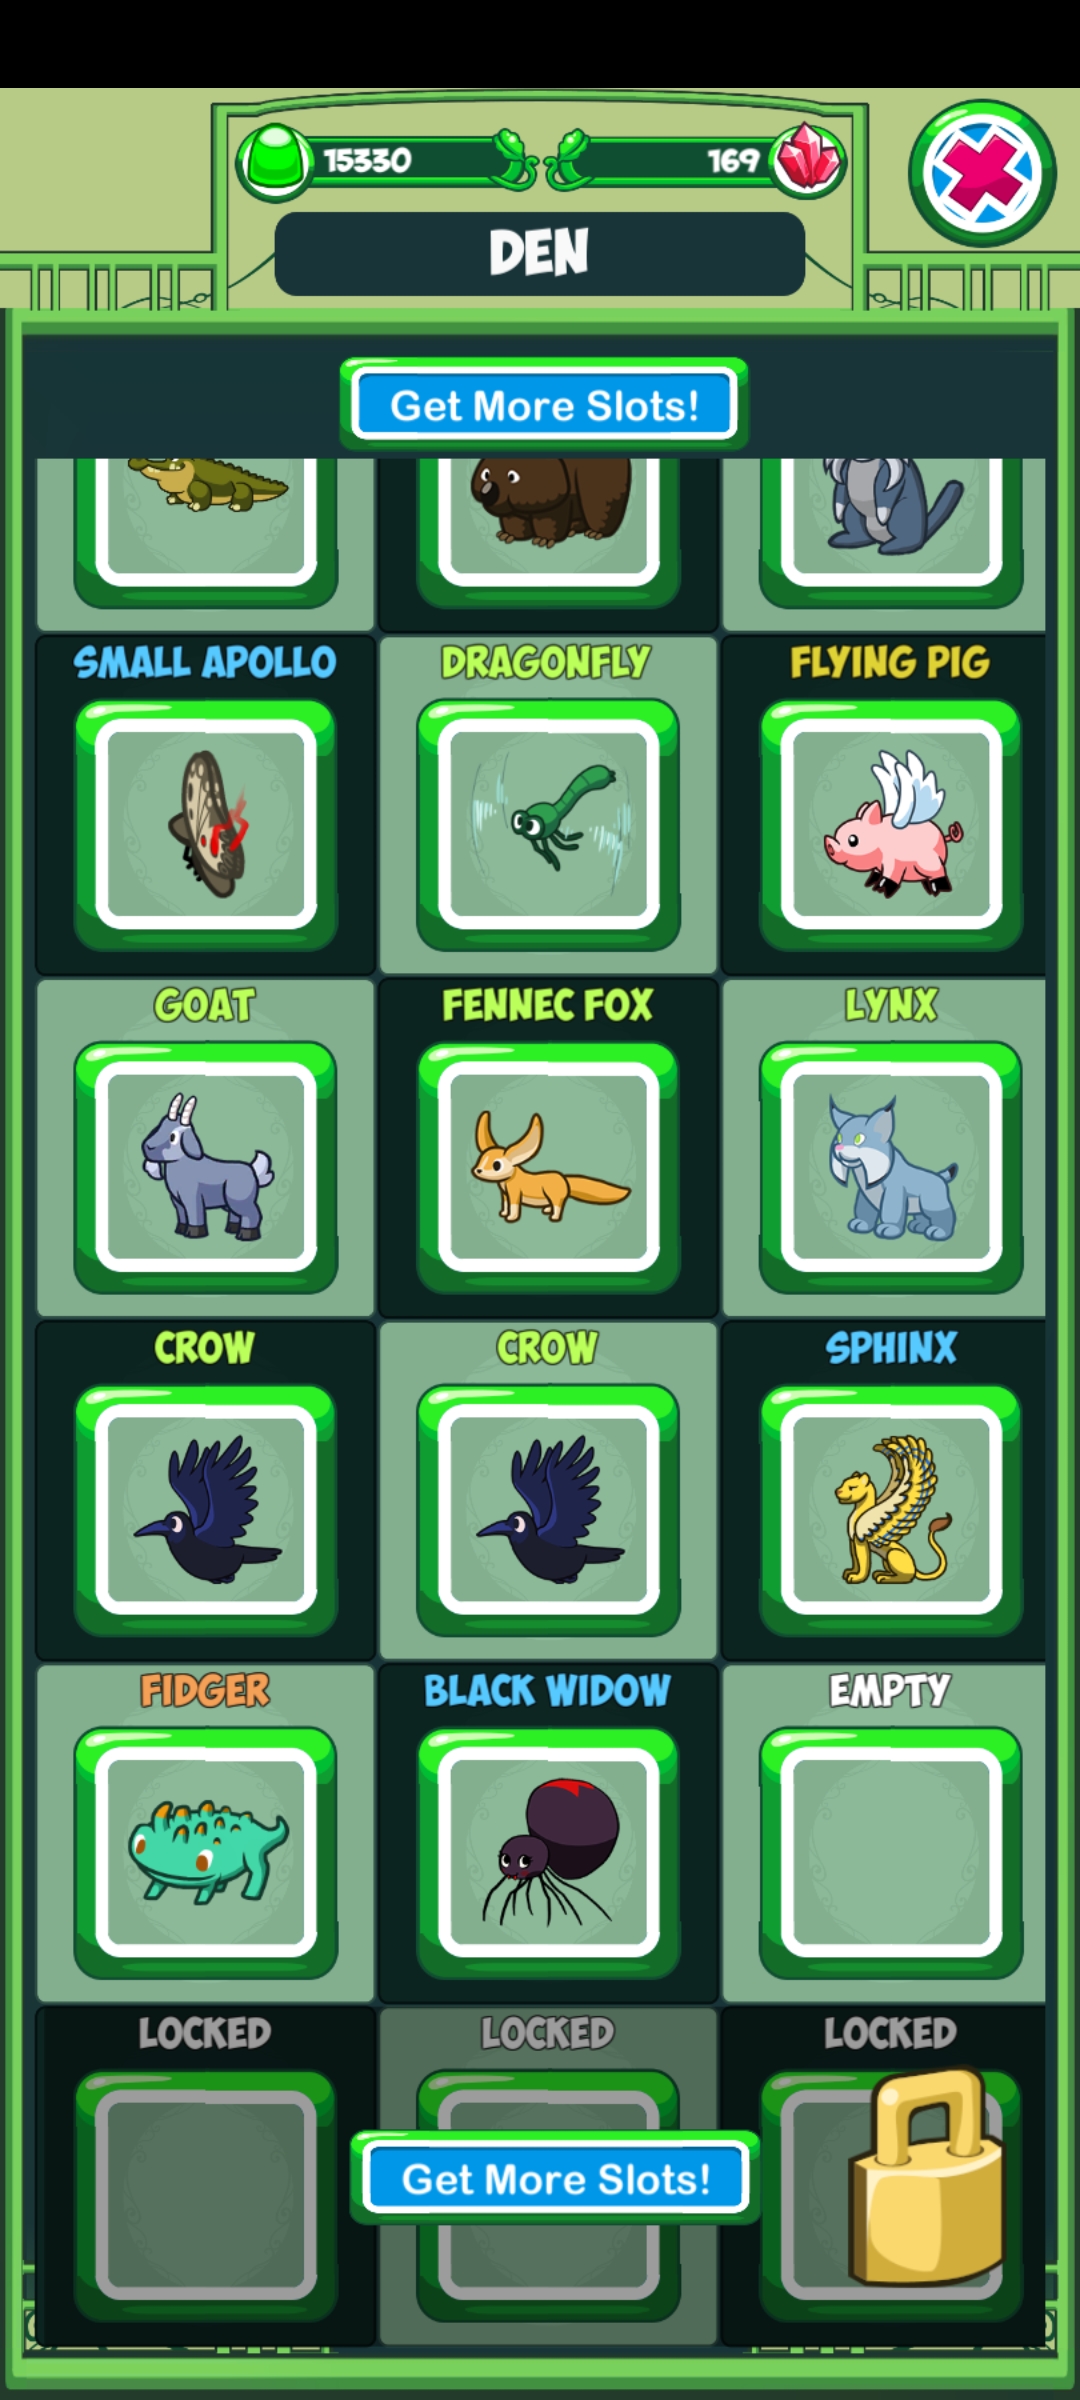 15330
169
DEN
Get More Slots!
SMALL APOLLO
DRAGONFLY
FLYING PIG
GOAT
FENNEC FOX
LYNX
CROW
CROW
SPHINX
FIDGER
BLACK WIDOW
EMPTY
LOCKED
LOCKED
LOCKED
Get More Slots!